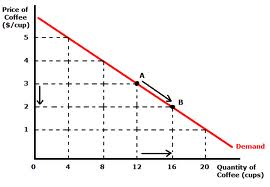 Price of
Coffee
($/cup)
5
4
3
2
1
A
B
Demand
0
4
8
12
16
20
Quantity of
Coffee (cups)